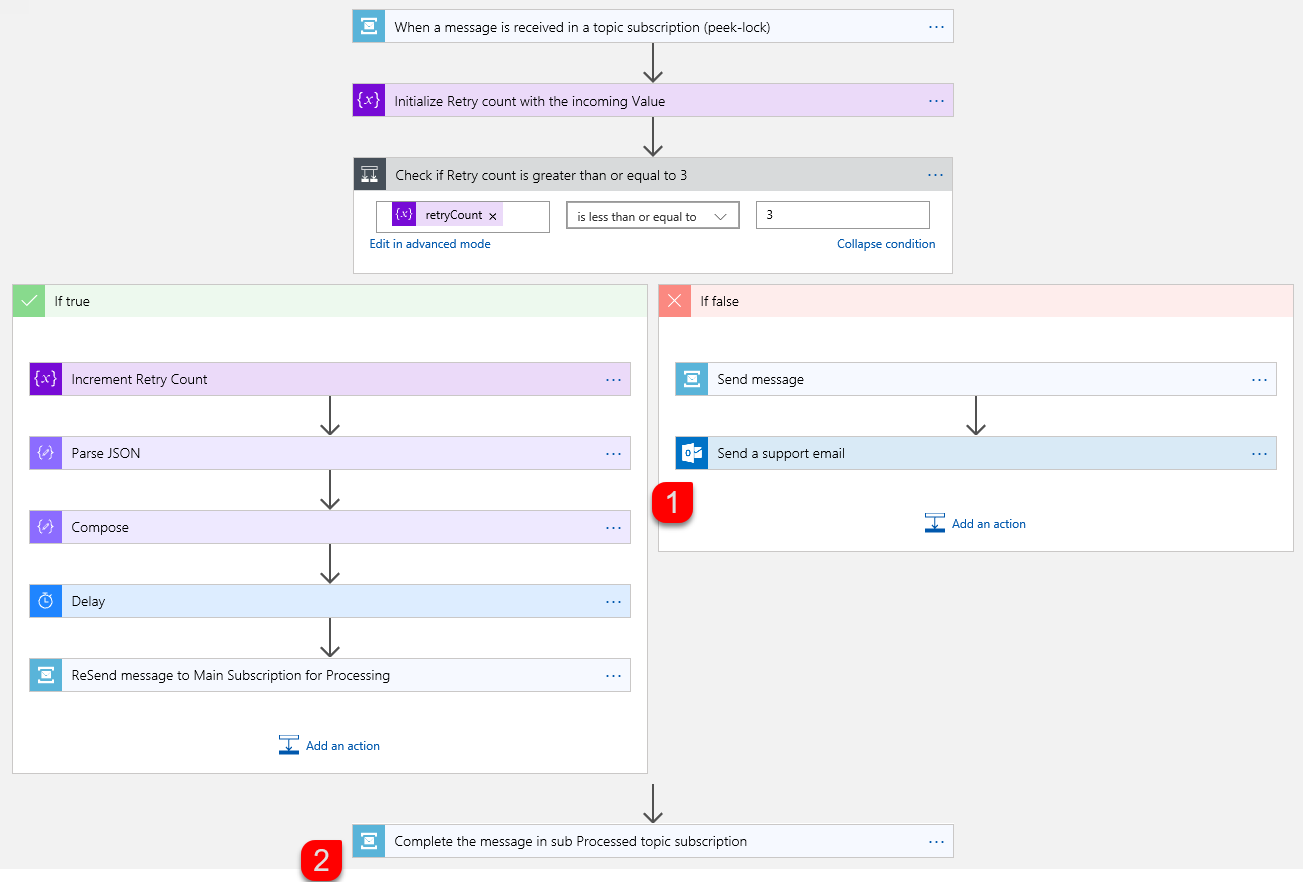 When a message is received in a topic subscription (peek-lock)
{x} Initialize Retry count with the incoming Value
Check if Retry count is greater than or equal to 3
{x} retryCount × is less than or equal to 3
Edit in advanced mode Collapse condition
If true
{x} Increment Retry Count
Parse JSON
Compose
Delay
ReSend message to Main Subscription for Processing
Add an action
If false
Send message
Send a support email
1
Add an action
Complete the message in sub Processed topic subscription
2